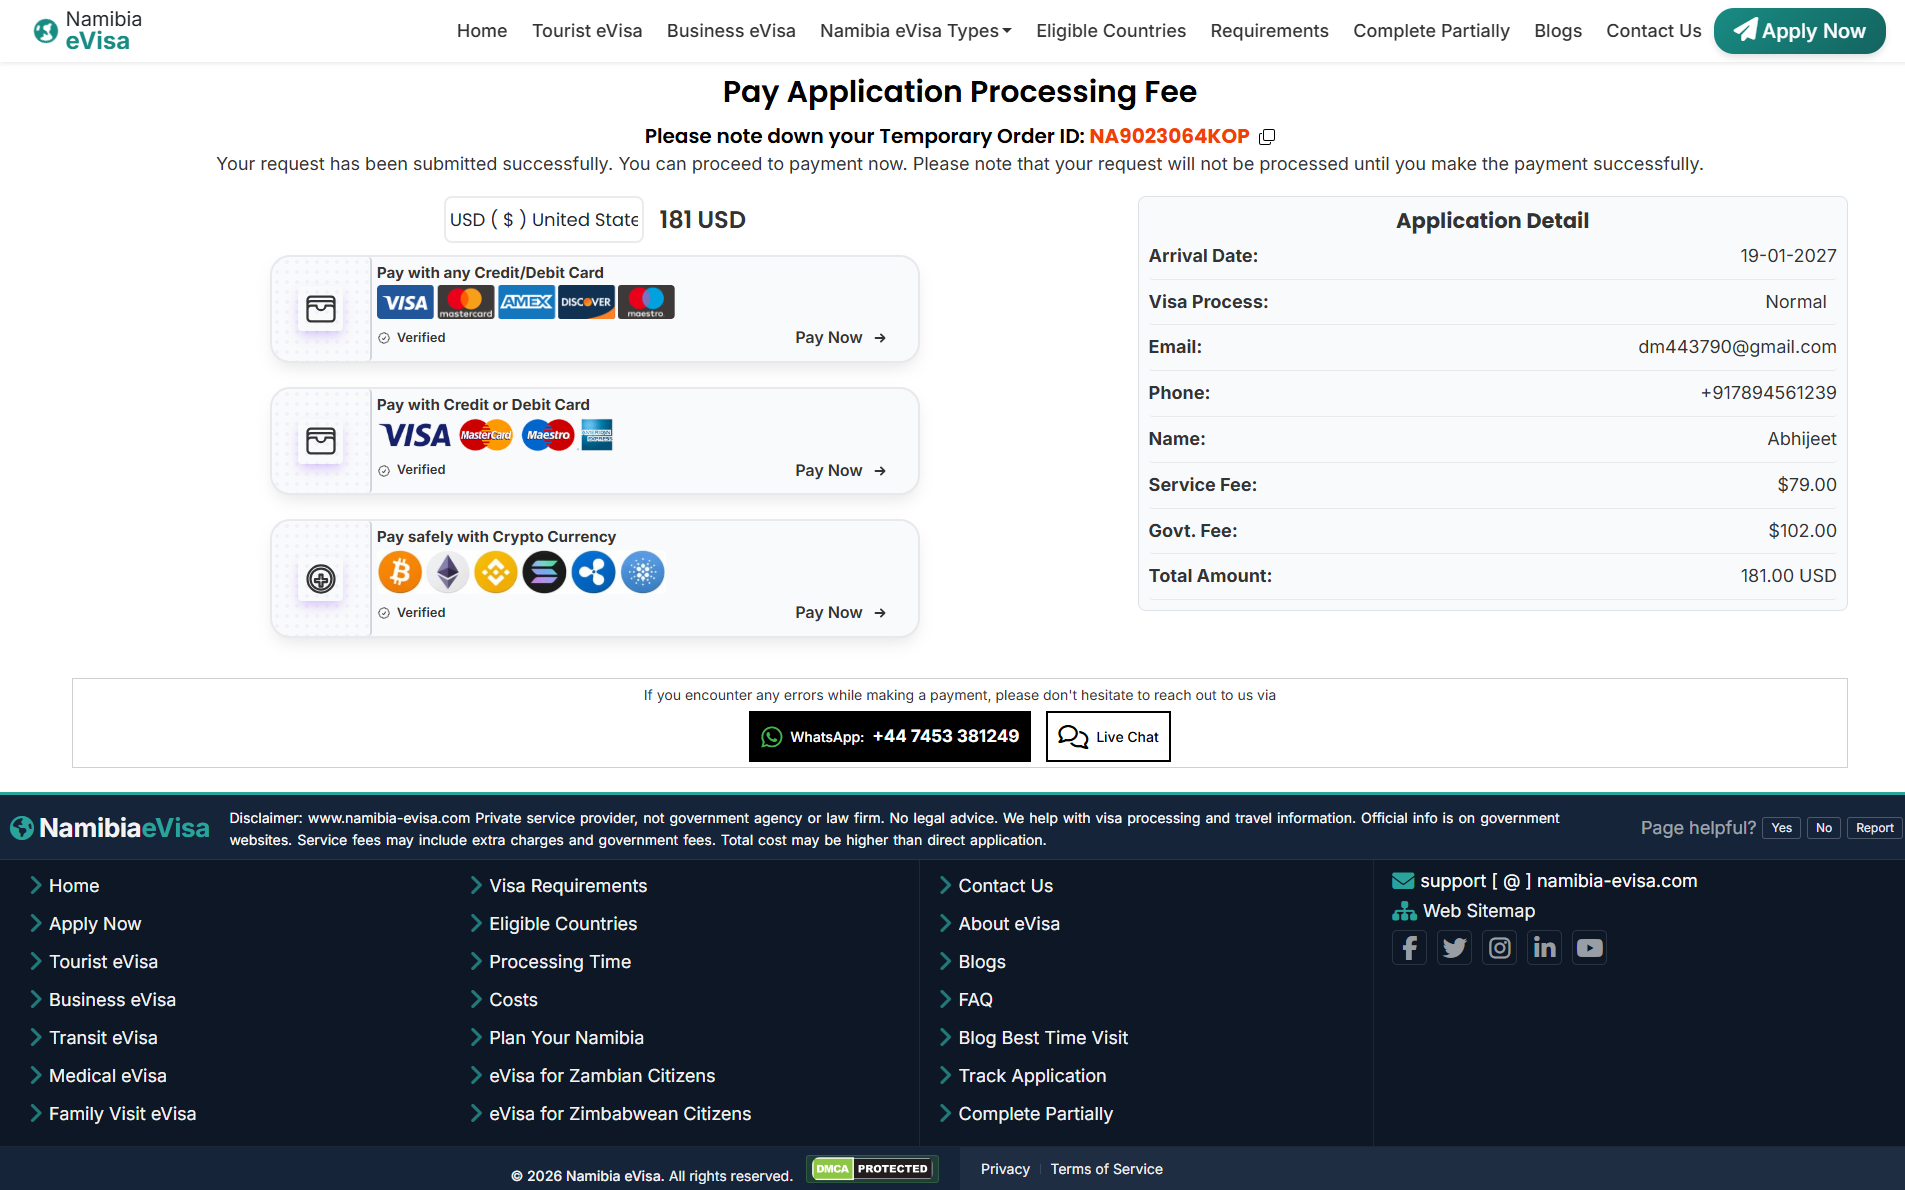 Namibia
eVisa
Home
Tourist eVisa
Business eVisa
Namibia eVisa Types
Eligible Countries
Requirements
Complete Partially
Blogs
Contact Us
Apply Now
Pay Application Processing Fee
Please note down your Temporary Order ID: NA9023064KOP
Your request has been submitted successfully. You can proceed to payment now. Please note that your request will not be processed until you make the payment successfully.
USD ( $ ) United State
181 USD
Pay with any Credit/Debit Card
VISA
mastercard
AMEX
DISCOVER
maestro
Verified
Pay Now
Pay with Credit or Debit Card
VISA
MasterCard
Maestro
AMERICAN EXPRESS
Verified
Pay Now
Pay safely with Crypto Currency
Verified
Pay Now
Application Detail
Arrival Date: 19-01-2027
Visa Process: Normal
Email: dm443790@gmail.com
Phone: +917894561239
Name: Abhijeet
Service Fee: $79.00
Govt. Fee: $102.00
Total Amount: 181.00 USD
If you encounter any errors while making a payment, please don't hesitate to reach out to us via
WhatsApp: +44 7453 381249
Live Chat
NamibiaeVisa
Disclaimer: www.namibia-evisa.com Private service provider, not government agency or law firm. No legal advice. We help with visa processing and travel information. Official info is on government
websites. Service fees may include extra charges and government fees. Total cost may be higher than direct application.
Page helpful? Yes No Report
Home
Apply Now
Tourist eVisa
Business eVisa
Transit eVisa
Medical eVisa
Family Visit eVisa
Visa Requirements
Eligible Countries
Processing Time
Costs
Plan Your Namibia
eVisa for Zambian Citizens
eVisa for Zimbabwean Citizens
Contact Us
About eVisa
Blogs
FAQ
Blog Best Time Visit
Track Application
Complete Partially
support [ @ ] namibia-evisa.com
Web Sitemap
© 2026 Namibia eVisa. All rights reserved.
DMCA PROTECTED
Privacy
Terms of Service